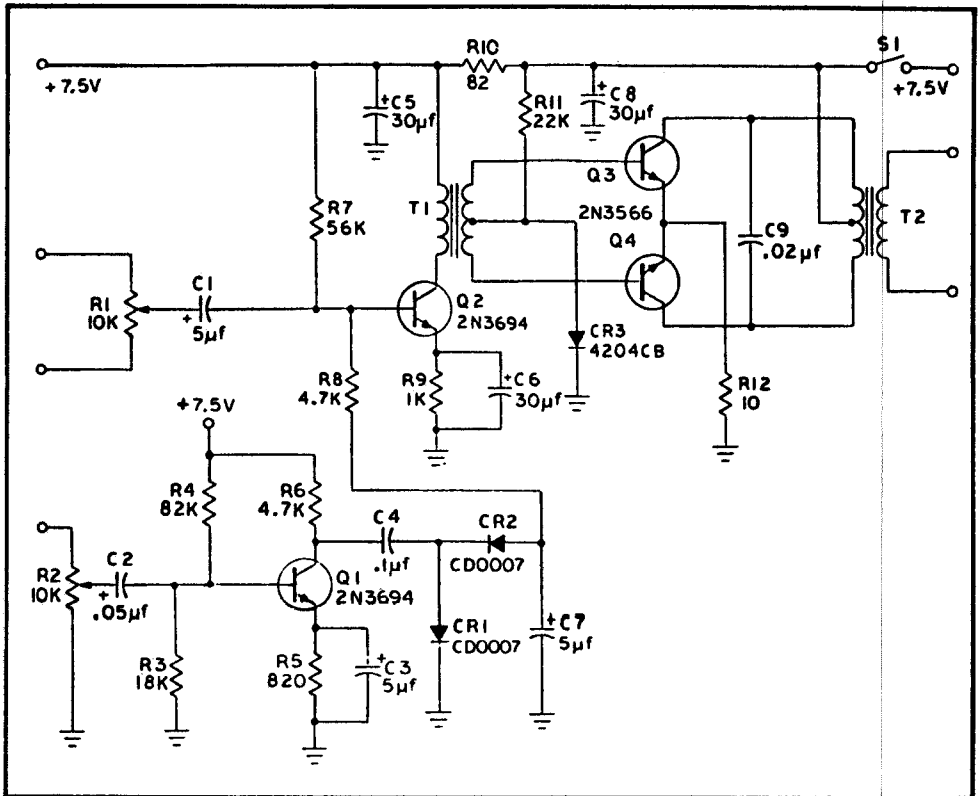 R10
82
S1
+7.5V
+7.5V
+C5
30µf
R11
22K
+C8
30µf
Q3
T1
R7
56K
2N3566
Q4
C9
.02µf
T2
R1
10K
C1
+
5µf
Q2
2N3694
CR3
4204CB
R8
4.7K
R9
1K
+C6
30µf
R12
10
+7.5V
R4
82K
R6
4.7K
C4
.1µf
CR2
CD0007
R2
10K
C2
+
.05µf
Q1
2N3694
CR1
CD0007
+C7
5µf
R3
18K
R5
820
+C3
5µf